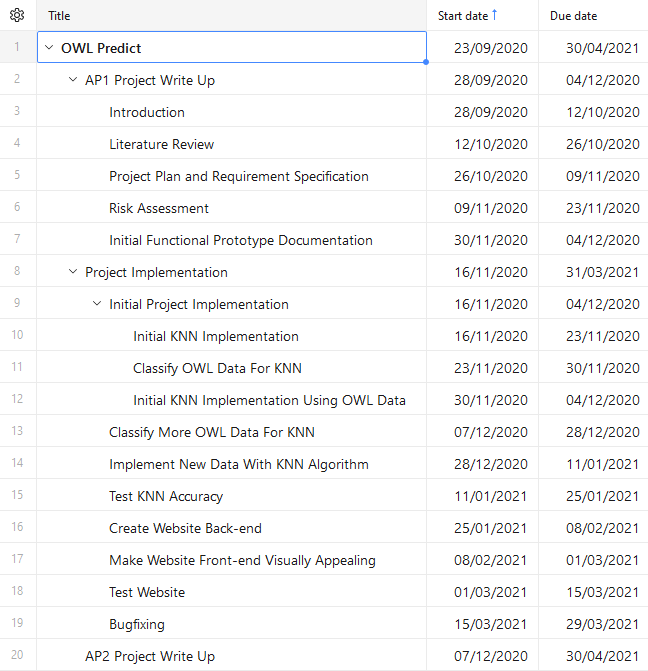 Title Start date ↑ Due date
1 OWL Predict 23/09/2020 30/04/2021
2 AP1 Project Write Up 28/09/2020 04/12/2020
3 Introduction 28/09/2020 12/10/2020
4 Literature Review 12/10/2020 26/10/2020
5 Project Plan and Requirement Specification 26/10/2020 09/11/2020
6 Risk Assessment 09/11/2020 23/11/2020
7 Initial Functional Prototype Documentation 30/11/2020 04/12/2020
8 Project Implementation 16/11/2020 31/03/2021
9 Initial Project Implementation 16/11/2020 04/12/2020
10 Initial KNN Implementation 16/11/2020 23/11/2020
11 Classify OWL Data For KNN 23/11/2020 30/11/2020
12 Initial KNN Implementation Using OWL Data 30/11/2020 04/12/2020
13 Classify More OWL Data For KNN 07/12/2020 28/12/2020
14 Implement New Data With KNN Algorithm 28/12/2020 11/01/2021
15 Test KNN Accuracy 11/01/2021 25/01/2021
16 Create Website Back-end 25/01/2021 08/02/2021
17 Make Website Front-end Visually Appealing 08/02/2021 01/03/2021
18 Test Website 01/03/2021 15/03/2021
19 Bugfixing 15/03/2021 29/03/2021
20 AP2 Project Write Up 07/12/2020 30/04/2021